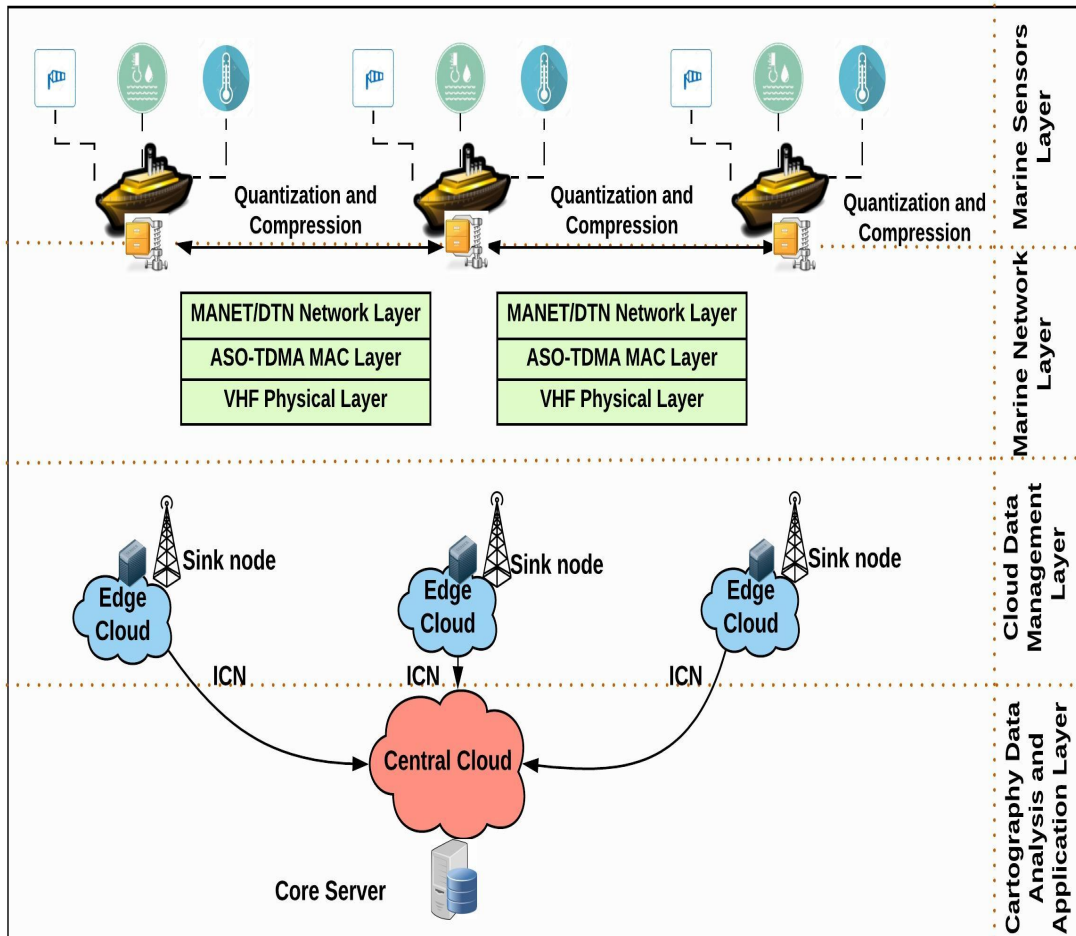 Quantization and
Compression
Quantization and
Compression
Quantization and
Compression
Marine Sensors
Layer
MANET/DTN Network Layer
ASO-TDMA MAC Layer
VHF Physical Layer
MANET/DTN Network Layer
ASO-TDMA MAC Layer
VHF Physical Layer
Marine Network
Layer
Sink node
Edge
Cloud
Sink node
Edge
Cloud
Sink node
Edge
Cloud
Cloud Data
Management
Layer
ICN
ICN
ICN
Central Cloud
Core Server
Cartography Data
Analysis and
Application Layer